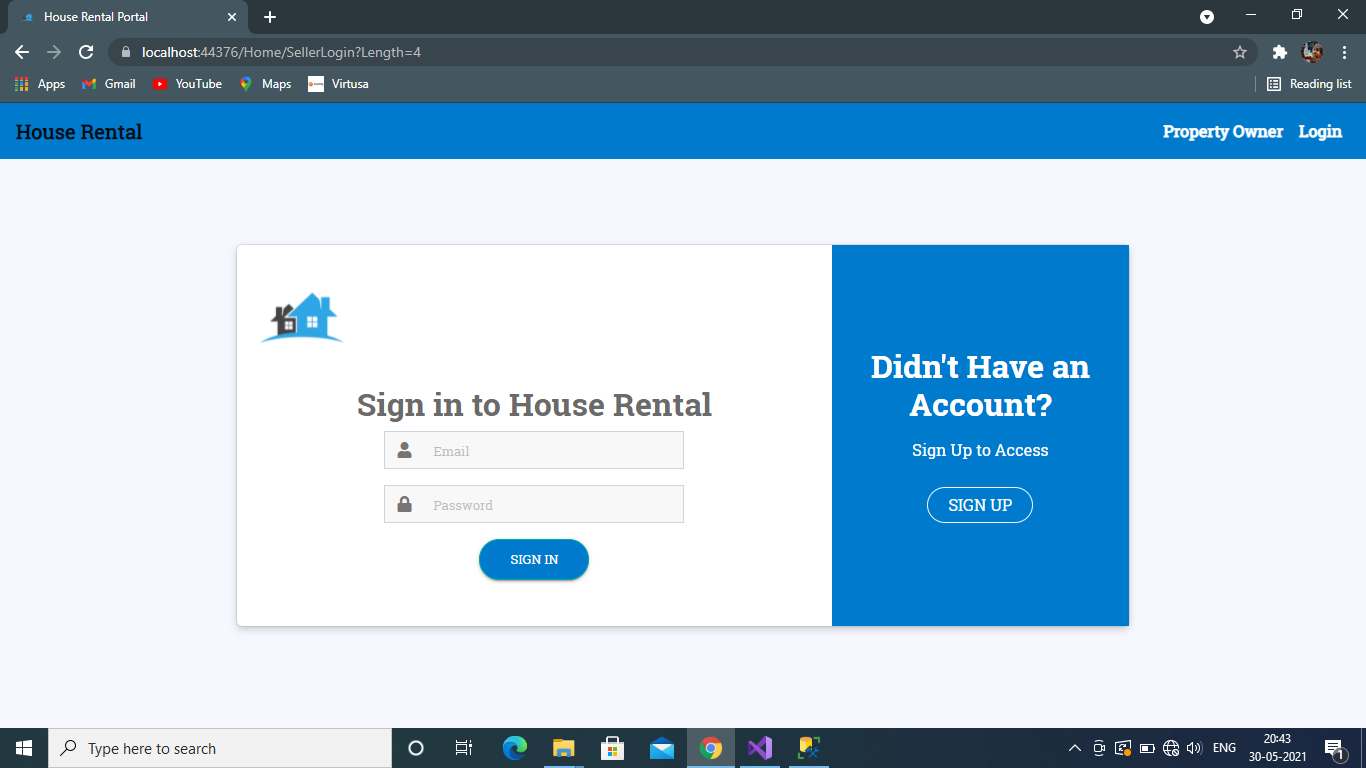 House Rental Portal
localhost:44376/Home/SellerLogin?Length=4
Apps Gmail YouTube Maps Virtusa Reading list
House Rental Property Owner Login
Sign in to House Rental
Email
Password
SIGN IN
Didn't Have an
Account?
Sign Up to Access
SIGN UP
Type here to search
ENG
20:43
30-05-2021
1